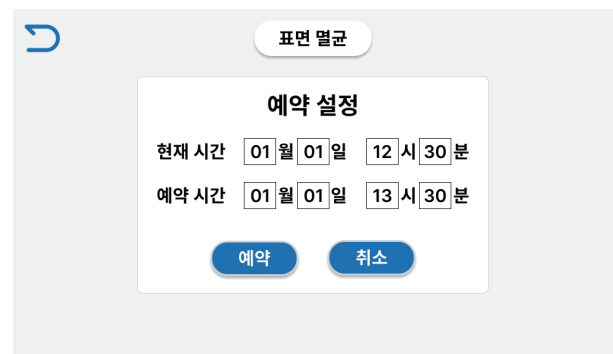 표면 멸균
예약 설정
현재 시간 01 월 01 일 12 시 30 분
예약 시간 01 월 01 일 13 시 30 분
예약 취소